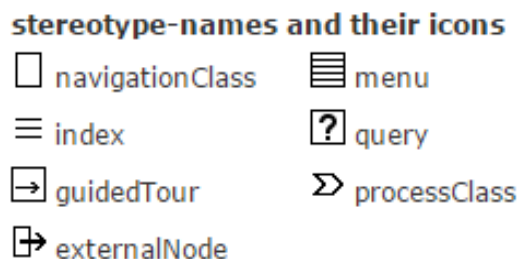 stereotype-names and their icons
navigationClass menu
index query
guidedTour processClass
externalNode